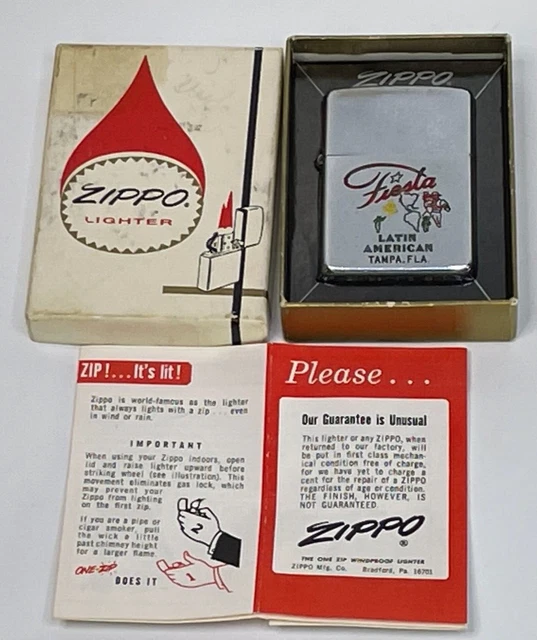 ZIPPO®
LIGHTER
ZIPPO
Fiesta
LATIN
AMERICAN
TAMPA, FLA.
ZIP!...It's lit!
Zippo is world-famous as the lighter
that always lights with a zip ... even
in wind or rain.
IMPORTANT
When using your Zippo indoors, open
lid and raise lighter upward before
striking wheel (see illustration). This
movement eliminates gas lock, which
may prevent your
Zippo from lighting
on the first zip.
If you are a pipe or
cigar smoker, pull
the wick a little
past chimney height
for a larger flame.
ONE-ZIP
DOES IT
2
1
Please...
Our Guarantee is Unusual
This lighter or any ZIPPO, when
returned to our factory, will
be put in first class mechan-
ical condition free of charge,
for we have yet to charge a
cent for the repair of a ZIPPO
regardless of age or condition.
THE FINISH, HOWEVER, IS
NOT GUARANTEED.
ZIPPO®
THE ONE ZIP WINDPROOF LIGHTER
ZIPPO Mfg. Co. Bradford, Pa. 16701